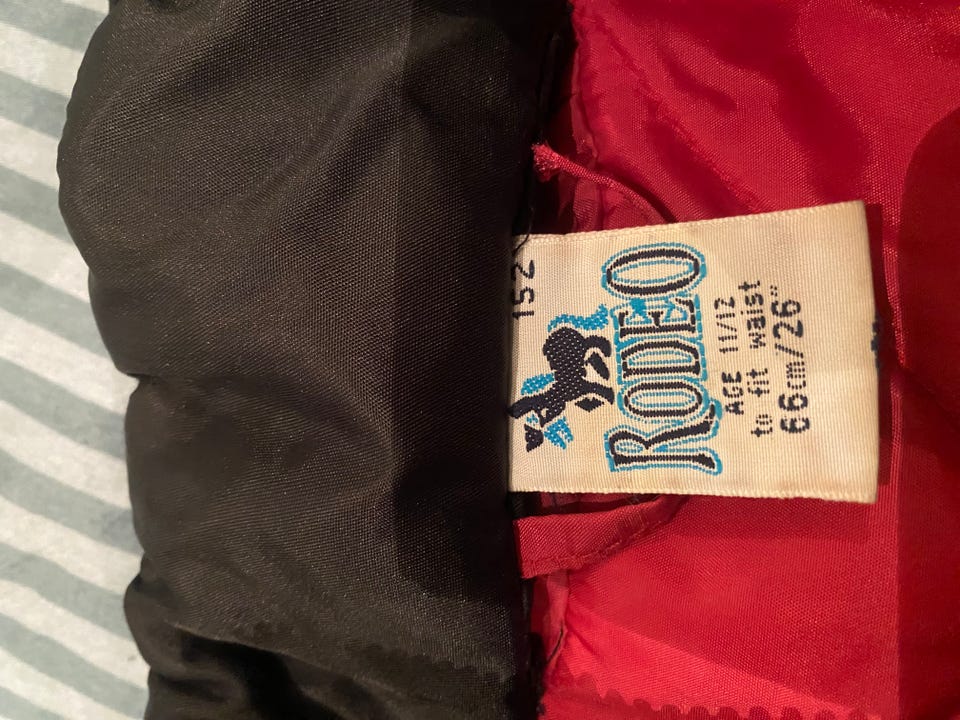 152
RODEO
AGE 11/12
to fit waist
66cm/26"